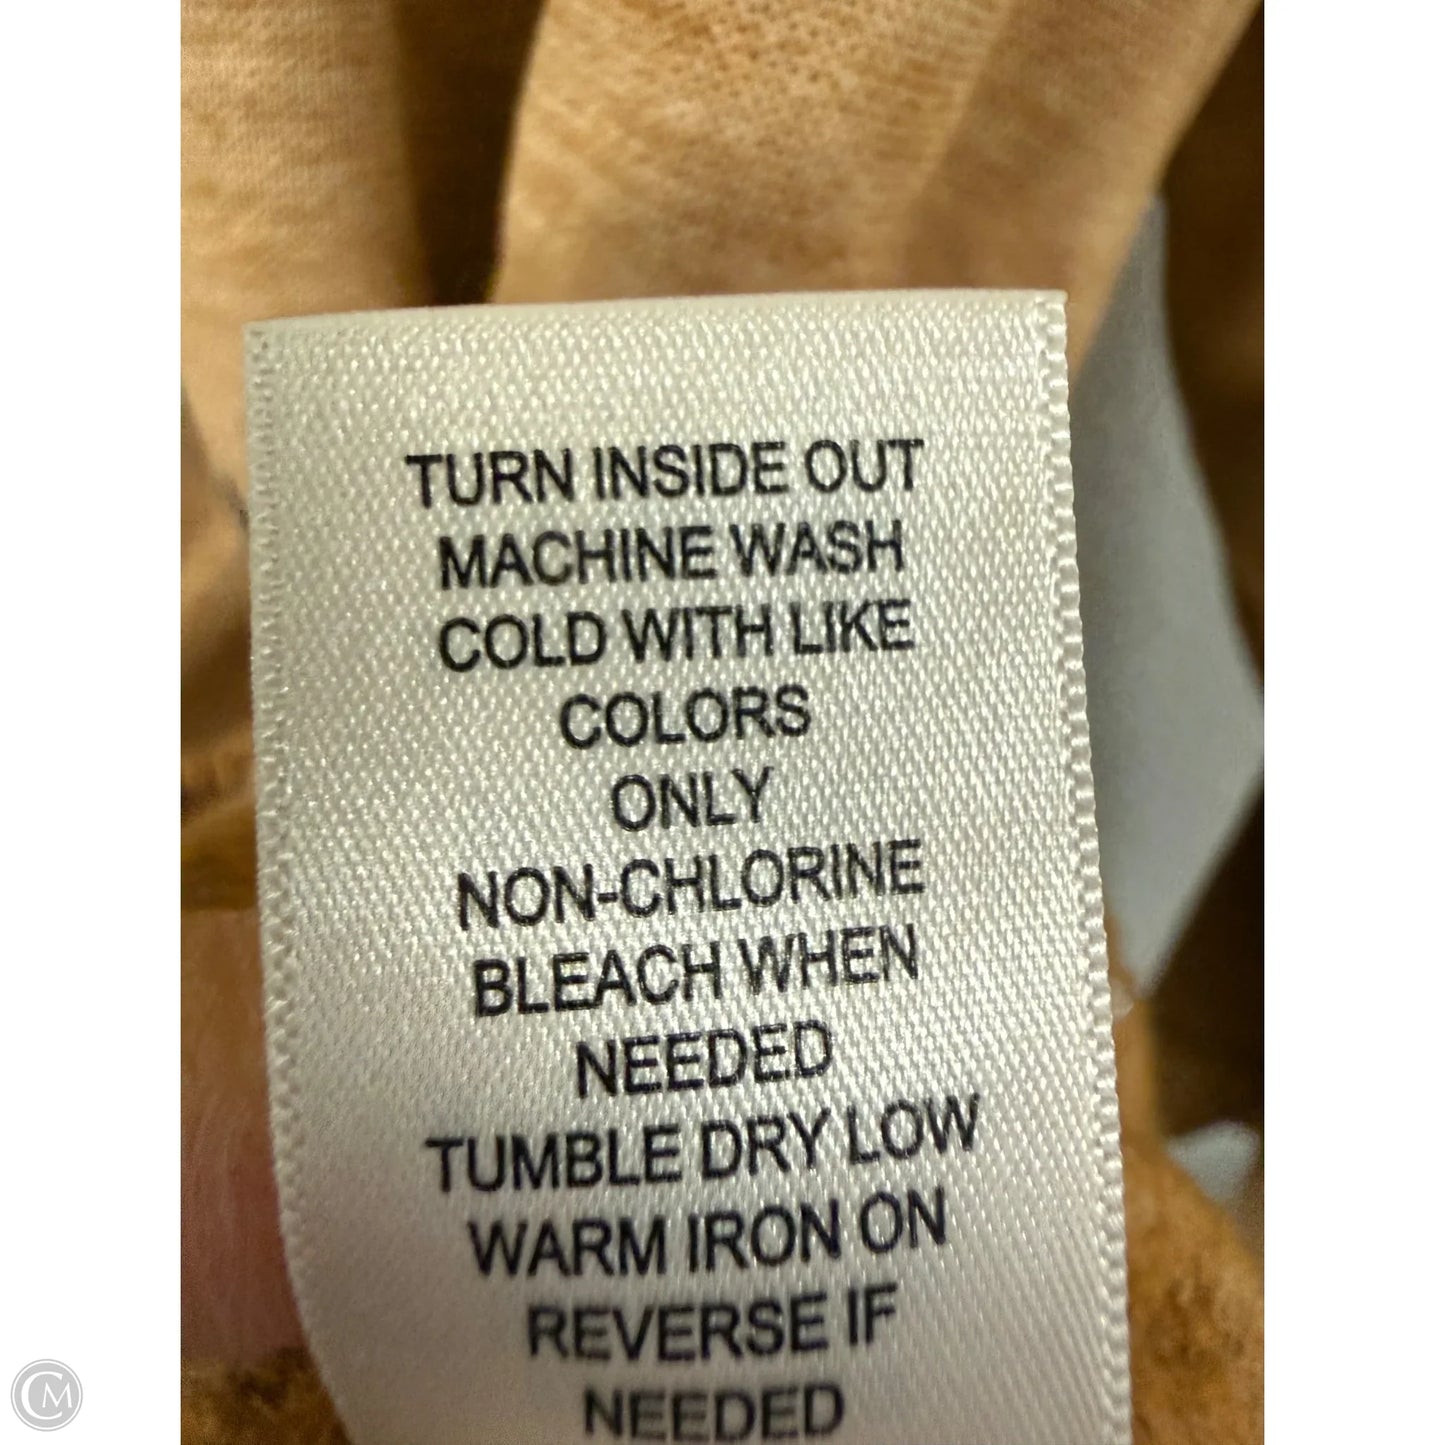 TURN INSIDE OUT
MACHINE WASH
COLD WITH LIKE
COLORS
ONLY
NON-CHLORINE
BLEACH WHEN
NEEDED
TUMBLE DRY LOW
WARM IRON ON
REVERSE IF
NEEDED
CM